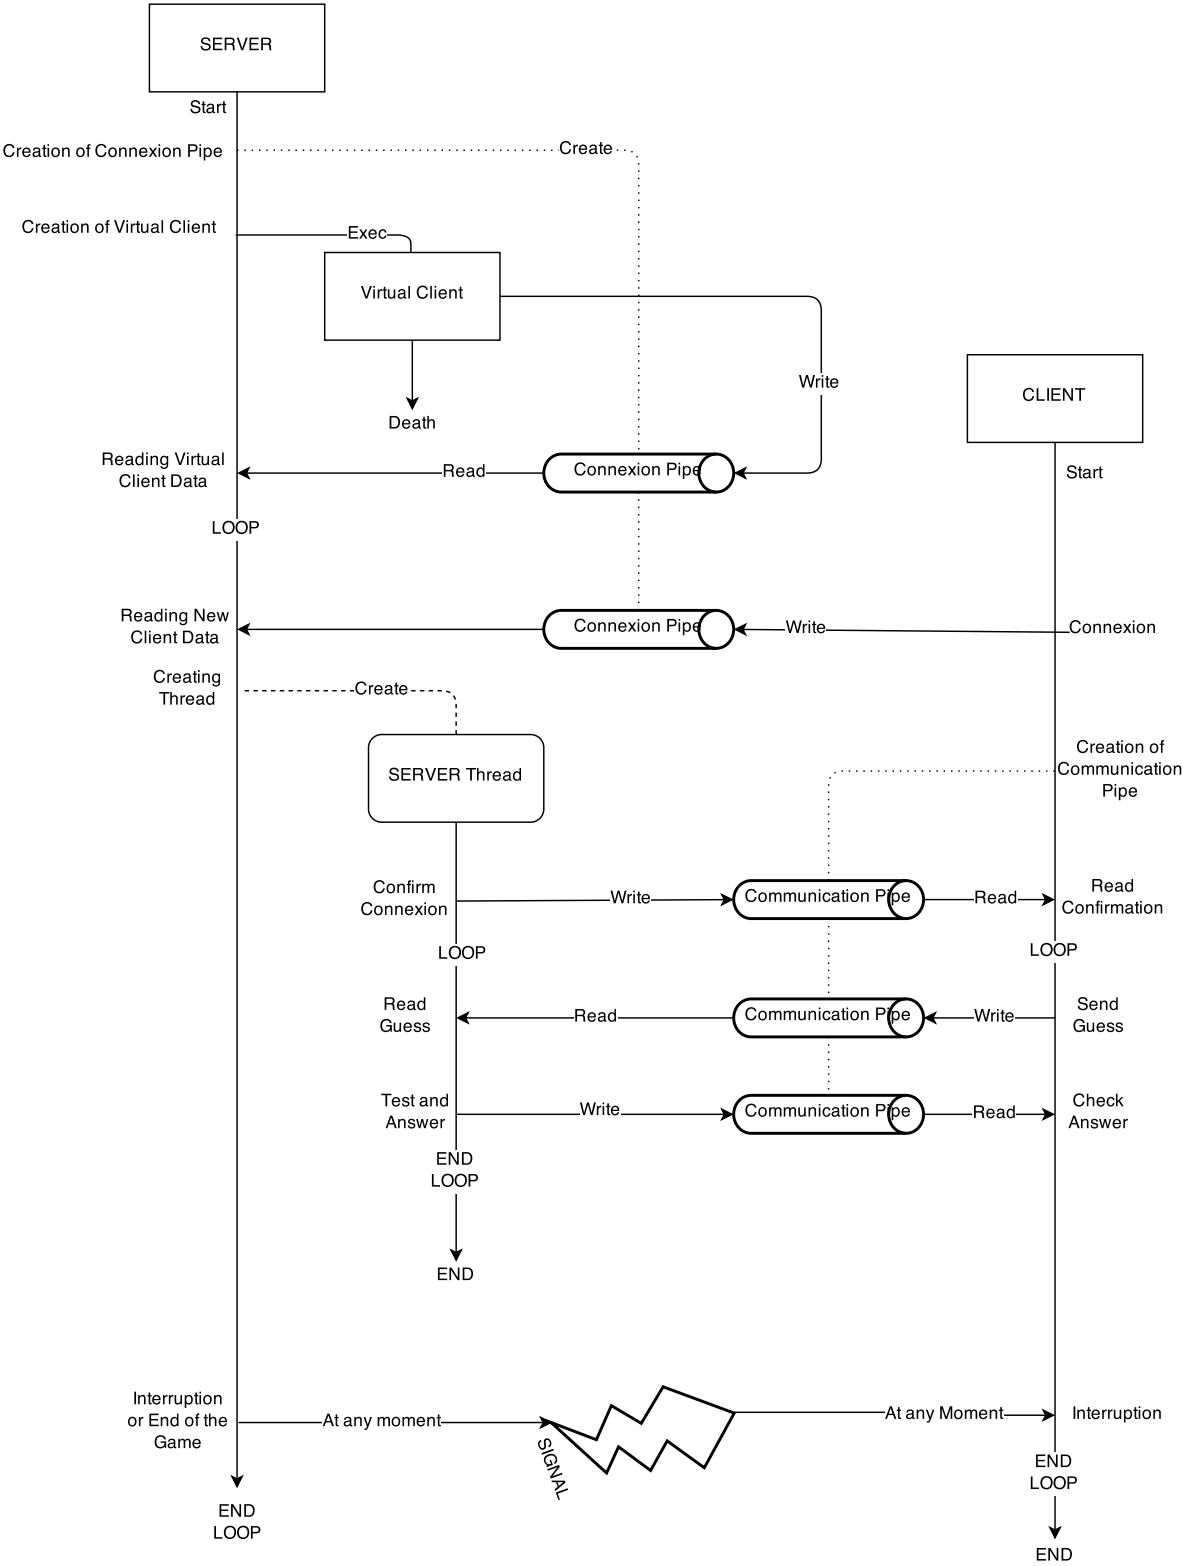 SERVER
Start
Creation of Connexion Pipe
Create
Creation of Virtual Client
Exec
Virtual Client
Write
CLIENT
Death
Reading Virtual
Client Data
Read
Connexion Pipe
Start
LOOP
Reading New
Client Data
Connexion Pipe
Write
Connexion
Creating
Thread
Create
SERVER Thread
Creation of
Communication
Pipe
Confirm
Connexion
Write
Communication Pipe
Read
Read
Confirmation
LOOP
LOOP
Read
Guess
Read
Communication Pipe
Write
Send
Guess
Test and
Answer
Write
Communication Pipe
Read
Check
Answer
END
LOOP
END
Interruption
or End of the
Game
At any moment
SIGNAL
At any Moment
Interruption
END
LOOP
END
LOOP
END